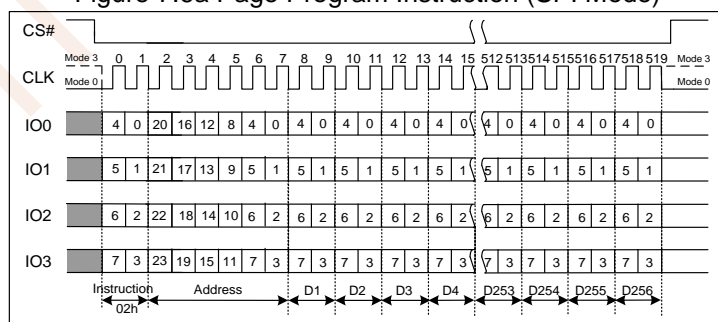 Figure Page Program Instruction Mode)
CS#
Mode 3 0 1 2 3 4 5 6 7 8 9 10 11 12 13 14 15 512 513 514 515 516 517 518 519 Mode 3
CLK
Mode 0 Mode 0
IO0 4 0 20 16 12 8 4 0 4 0 4 0 4 0 4 0 4 0 4 0 4 0 4 0
IO1 5 1 21 17 13 9 5 1 5 1 5 1 5 1 5 1 5 1 5 1 5 1 5 1
IO2 6 2 22 18 14 10 6 2 6 2 6 2 6 2 6 2 6 2 6 2 6 2 6 2
IO3 7 3 23 19 15 11 7 3 7 3 7 3 7 3 7 3 7 3 7 3 7 3 7 3
Instruction Address D1 D2 D3 D4 D253 D254 D255 D256
02h